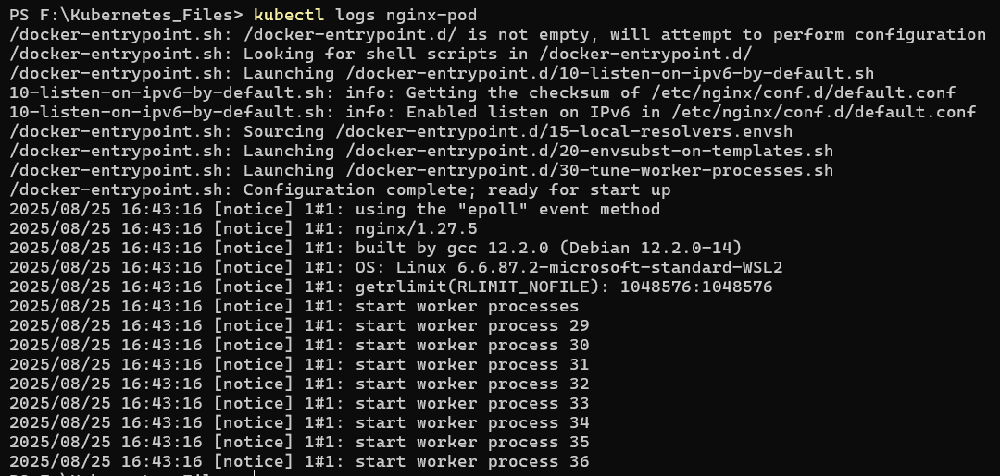 PS F:\Kubernetes_Files> kubectl logs nginx-pod
/docker-entrypoint.sh: /docker-entrypoint.d/ is not empty, will attempt to perform configuration
/docker-entrypoint.sh: Looking for shell scripts in /docker-entrypoint.d/
/docker-entrypoint.sh: Launching /docker-entrypoint.d/10-listen-on-ipv6-by-default.sh
10-listen-on-ipv6-by-default.sh: info: Getting the checksum of /etc/nginx/conf.d/default.conf
10-listen-on-ipv6-by-default.sh: info: Enabled listen on IPv6 in /etc/nginx/conf.d/default.conf
/docker-entrypoint.sh: Sourcing /docker-entrypoint.d/15-local-resolvers.envsh
/docker-entrypoint.sh: Launching /docker-entrypoint.d/20-envsubst-on-templates.sh
/docker-entrypoint.sh: Launching /docker-entrypoint.d/30-tune-worker-processes.sh
/docker-entrypoint.sh: Configuration complete; ready for start up
2025/08/25 16:43:16 [notice] 1#1: using the "epoll" event method
2025/08/25 16:43:16 [notice] 1#1: nginx/1.27.5
2025/08/25 16:43:16 [notice] 1#1: built by gcc 12.2.0 (Debian 12.2.0-14)
2025/08/25 16:43:16 [notice] 1#1: OS: Linux 6.6.87.2-microsoft-standard-WSL2
2025/08/25 16:43:16 [notice] 1#1: getrlimit(RLIMIT_NOFILE): 1048576:1048576
2025/08/25 16:43:16 [notice] 1#1: start worker processes
2025/08/25 16:43:16 [notice] 1#1: start worker process 29
2025/08/25 16:43:16 [notice] 1#1: start worker process 30
2025/08/25 16:43:16 [notice] 1#1: start worker process 31
2025/08/25 16:43:16 [notice] 1#1: start worker process 32
2025/08/25 16:43:16 [notice] 1#1: start worker process 33
2025/08/25 16:43:16 [notice] 1#1: start worker process 34
2025/08/25 16:43:16 [notice] 1#1: start worker process 35
2025/08/25 16:43:16 [notice] 1#1: start worker process 36